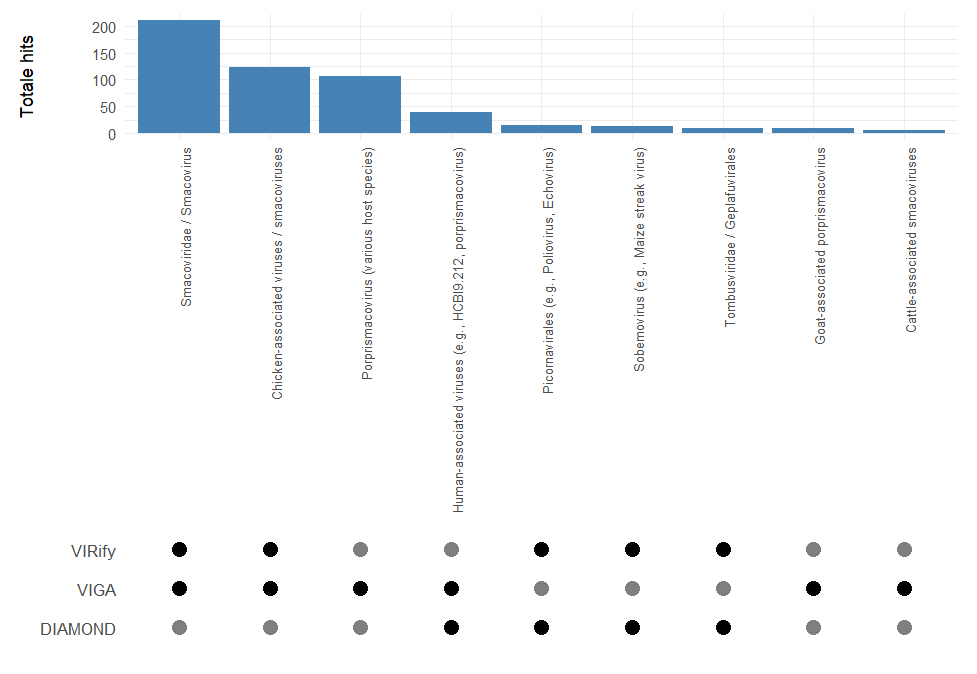 Totale hits
200
150
100
50
0
Smacoviridae / Smacovirus
Chicken-associated viruses / smacoviruses
Porprismacovirus (various host species)
Human-associated viruses (e.g., HCBI9.212, porprismacovirus)
Picornavirales (e.g., Poliovirus, Echovirus)
Sobemovirus (e.g., Maize streak virus)
Tombusviridae / Geplafuvirales
Goat-associated porprismacovirus
Cattle-associated smacoviruses
VIRify
VIGA
DIAMOND